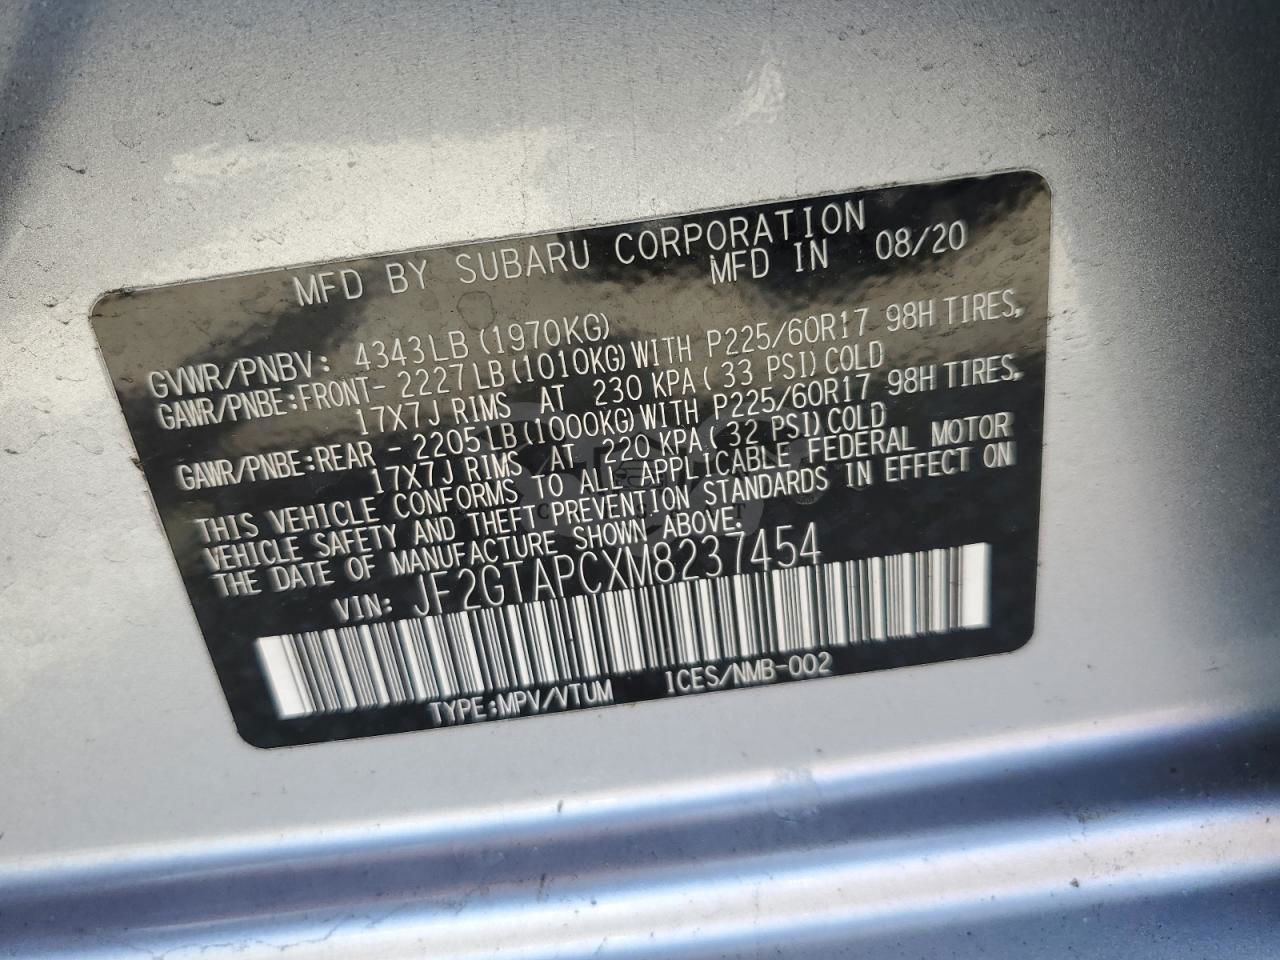 MFD BY SUBARU CORPORATION
MFD IN 08/20
GVWR/PNBV: 4343LB (1970KG)
GAWR/PNBE:FRONT- 2227LB(1010KG)WITH P225/60R17 98H TIRES,
17X7J RIMS AT 230 KPA( 33 PSI)COLD
GAWR/PNBE:REAR - 2205LB(1000KG)WITH P225/60R17 98H TIRES,
17X7J RIMS AT 220 KPA( 32 PSI)COLD
THIS VEHICLE CONFORMS TO ALL APPLICABLE FEDERAL MOTOR
VEHICLE SAFETY AND THEFT PREVENTION STANDARDS IN EFFECT ON
THE DATE OF MANUFACTURE SHOWN ABOVE.
VIN: JF2GTAPCXM8237454
TYPE:MPV/VTUM ICES/NMB-002